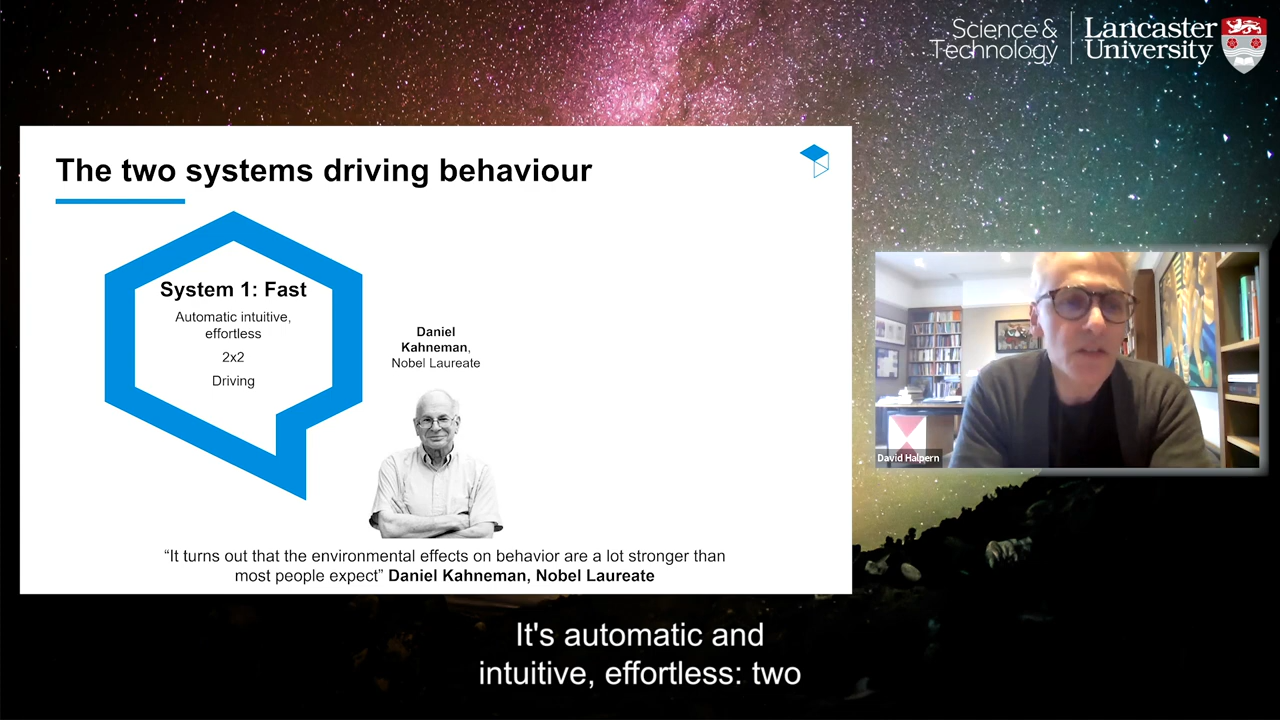 Science &
Technology
Lancaster
University
The two systems driving behaviour
System 1: Fast
Automatic intuitive,
effortless
2x2
Driving
Daniel
Kahneman,
Nobel Laureate
“It turns out that the environmental effects on behavior are a lot stronger than
most people expect” Daniel Kahneman, Nobel Laureate
David Halpern
It's automatic and
intuitive, effortless: two